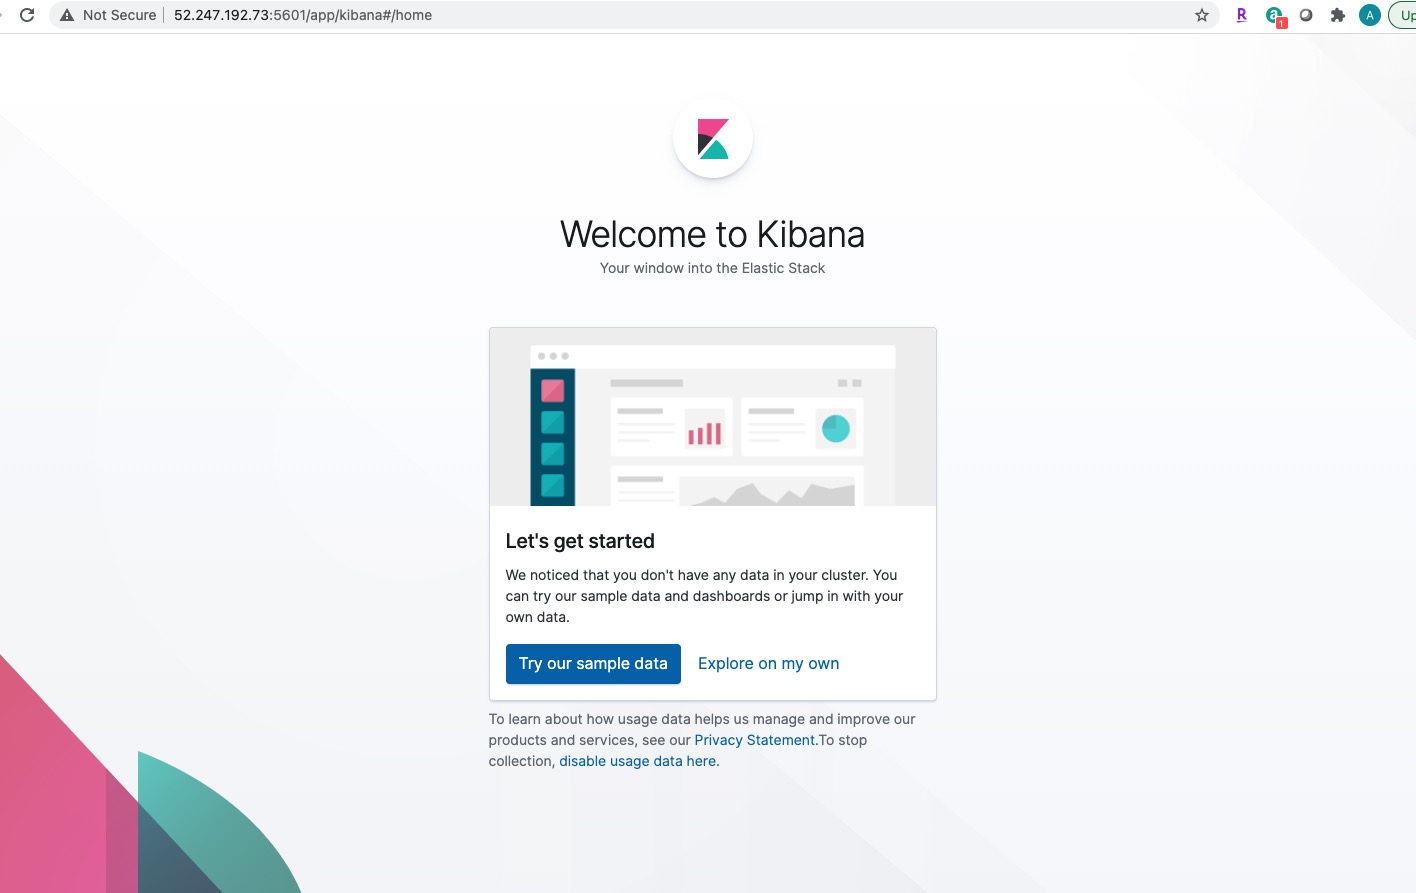 Not Secure | 52.247.192.73:5601/app/kibana#/home
R
a
1
A
Up
Welcome to Kibana
Your window into the Elastic Stack
Let's get started
We noticed that you don't have any data in your cluster. You
can try our sample data and dashboards or jump in with your
own data.
Try our sample data Explore on my own
To learn about how usage data helps us manage and improve our
products and services, see our Privacy Statement.To stop
collection, disable usage data here.